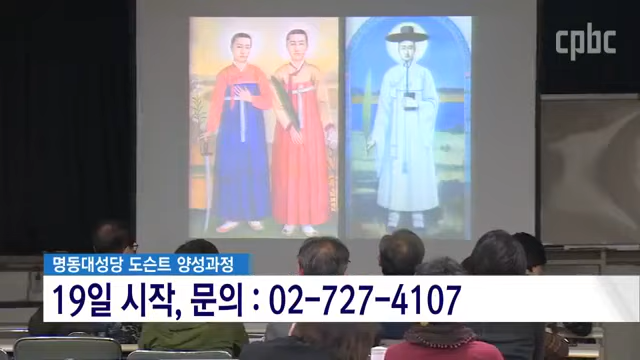 cpbc
명동대성당 도슨트 양성과정
19일 시작, 문의 : 02-727-4107